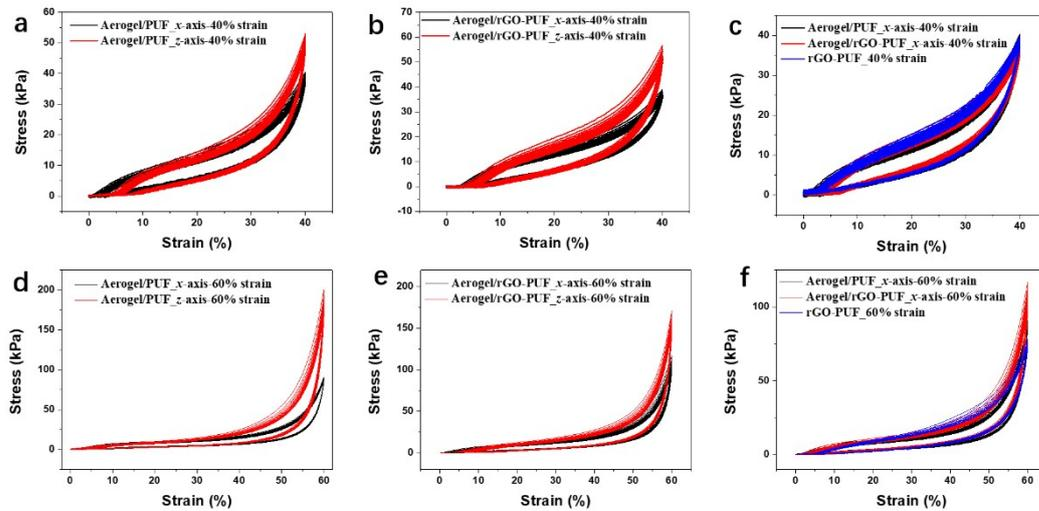 a
Aerogel/PUF_x-axis-40% strain
Aerogel/PUF_z-axis-40% strain
Stress (kPa)
60
50
40
30
20
10
0
0 10 20 30 40
Strain (%)
b
Aerogel/rGO-PUF_x-axis-40% strain
Aerogel/rGO-PUF_z-axis-40% strain
Stress (kPa)
70
60
50
40
30
20
10
0
-10
0 10 20 30 40
Strain (%)
c
Aerogel/PUF_x-axis-40% strain
Aerogel/rGO-PUF_x-axis-40% strain
rGO-PUF_40% strain
Stress (kPa)
40
30
20
10
0
0 10 20 30 40
Strain (%)
d
Aerogel/PUF_x-axis-60% strain
Aerogel/PUF_z-axis-60% strain
Stress (kPa)
200
150
100
50
0
0 10 20 30 40 50 60
Strain (%)
e
Aerogel/rGO-PUF_x-axis-60% strain
Aerogel/rGO-PUF_z-axis-60% strain
Stress (kPa)
200
150
100
50
0
0 10 20 30 40 50 60
Strain (%)
f
Aerogel/PUF_x-axis-60% strain
Aerogel/rGO-PUF_x-axis-60% strain
rGO-PUF_60% strain
Stress (kPa)
100
50
0
0 10 20 30 40 50 60
Strain (%)